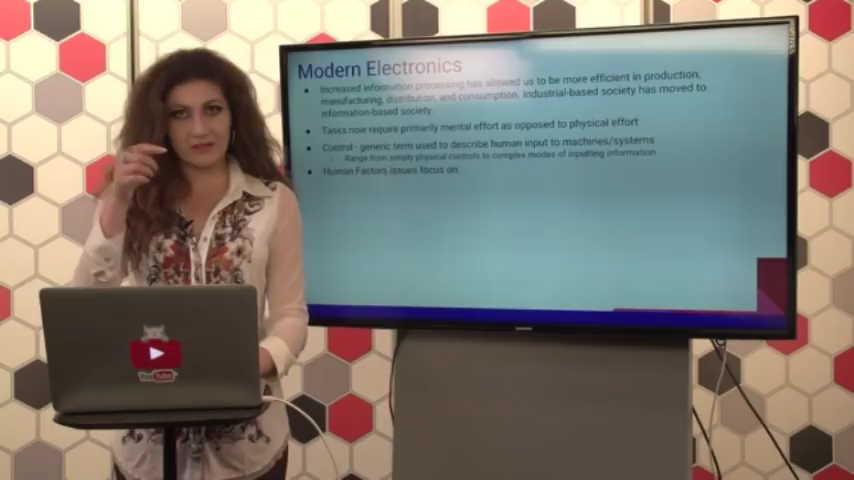 Modern Electronics
• Increased information processing has allowed us to be more efficient in production,
manufacturing, distribution, and consumption. Industrial-based society has moved to
information-based society
• Tasks now require primarily mental effort as opposed to physical effort
• Control - generic term used to describe human input to machines/systems
Range from simply physical controls to complex modes of inputting information
• Human Factors issues focus on:
YouTube